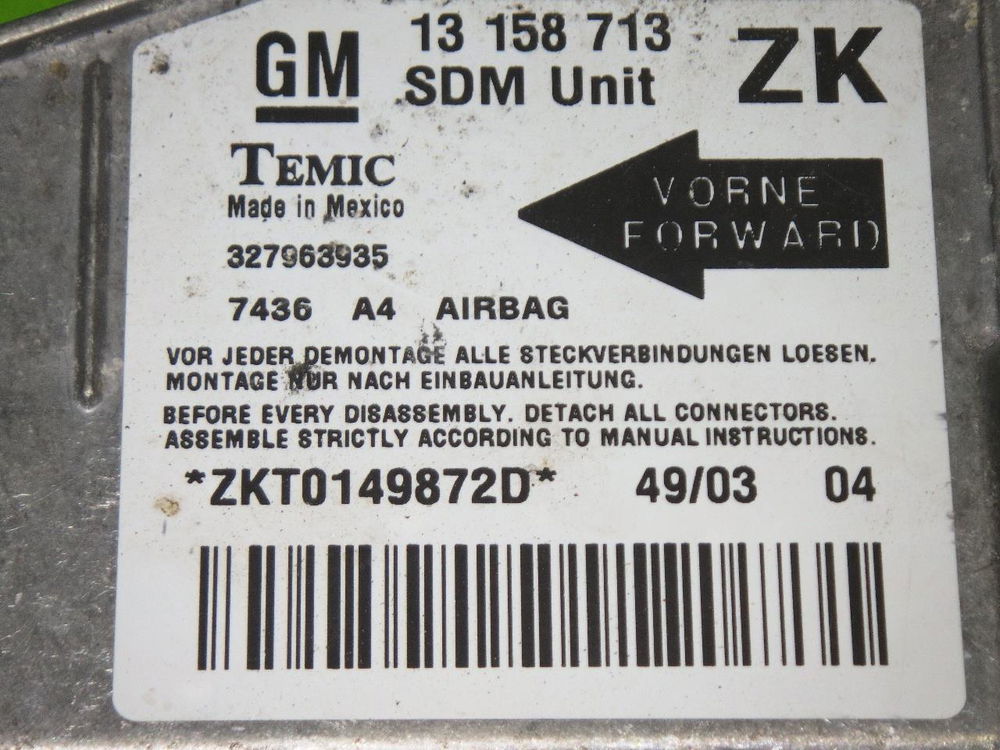 GM 13 158 713 ZK
SDM Unit
TEMIC
Made in Mexico
VORNE
FORWARD
327963935
7436 A4 AIRBAG
VOR JEDER DEMONTAGE ALLE STECKVERBINDUNGEN LOESEN.
MONTAGE NUR NACH EINBAUANLEITUNG.
BEFORE EVERY DISASSEMBLY. DETACH ALL CONNECTORS.
ASSEMBLE STRICTLY ACCORDING TO MANUAL INSTRUCTIONS.
*ZKT0149872D* 49/03 04